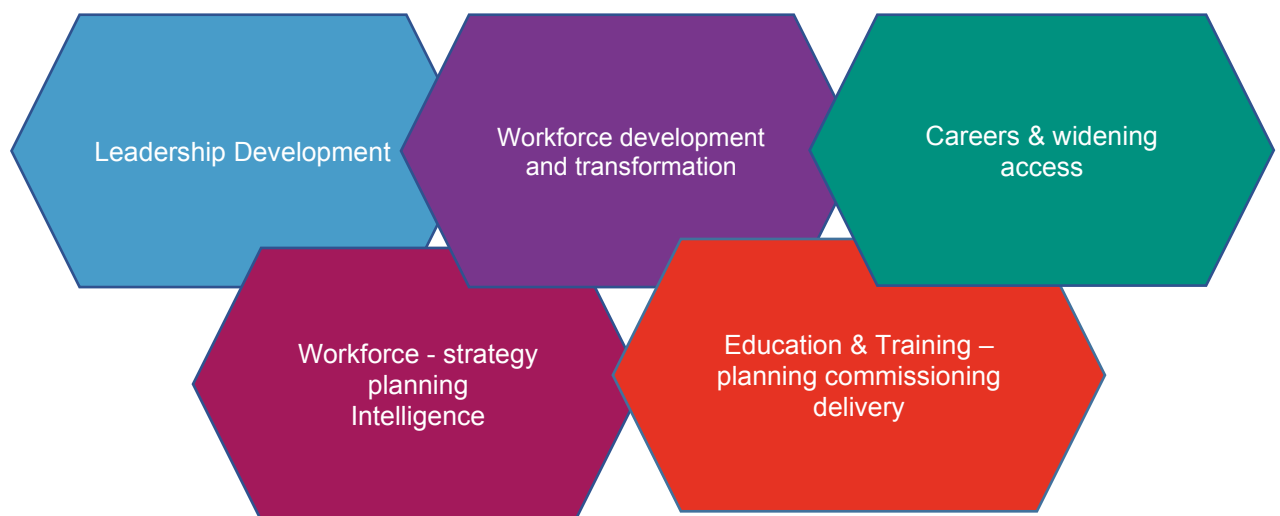 Leadership Development
Workforce development
and transformation
Careers & widening
access
Workforce - strategy
planning
Intelligence
Education & Training –
planning commissioning
delivery